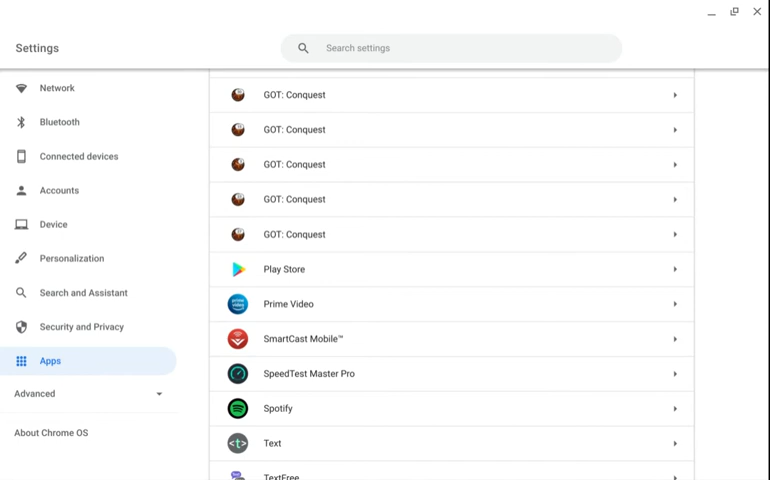 Settings
Search settings
Network
Bluetooth
Connected devices
Accounts
Device
Personalization
Search and Assistant
Security and Privacy
Apps
Advanced
About Chrome OS
GOT: Conquest
GOT: Conquest
GOT: Conquest
GOT: Conquest
GOT: Conquest
Play Store
prime video
Prime Video
SmartCast Mobile™
SpeedTest Master Pro
Spotify
<t>
Text
TextFree